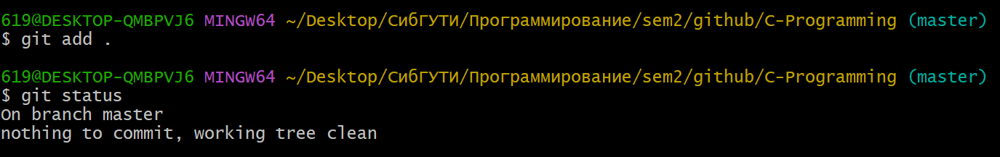 619@DESKTOP-QMBPVJ6 MINGW64 ~/Desktop/СибГУТИ/Программирование/sem2/github/C-Programming (master)
$ git add .
619@DESKTOP-QMBPVJ6 MINGW64 ~/Desktop/СибГУТИ/Программирование/sem2/github/C-Programming (master)
$ git status
On branch master
nothing to commit, working tree clean